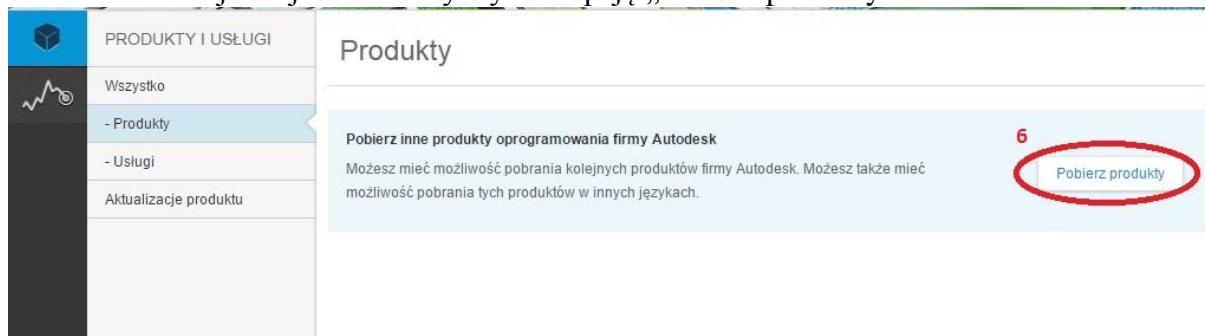 PRODUKTY I USŁUGI
Wszystko
- Produkty
- Usługi
Aktualizacje produktu
Produkty
Pobierz inne produkty oprogramowania firmy Autodesk
Możesz mieć możliwość pobrania kolejnych produktów firmy Autodesk. Możesz także mieć
możliwość pobrania tych produktów w innych językach.
6
Pobierz produkty